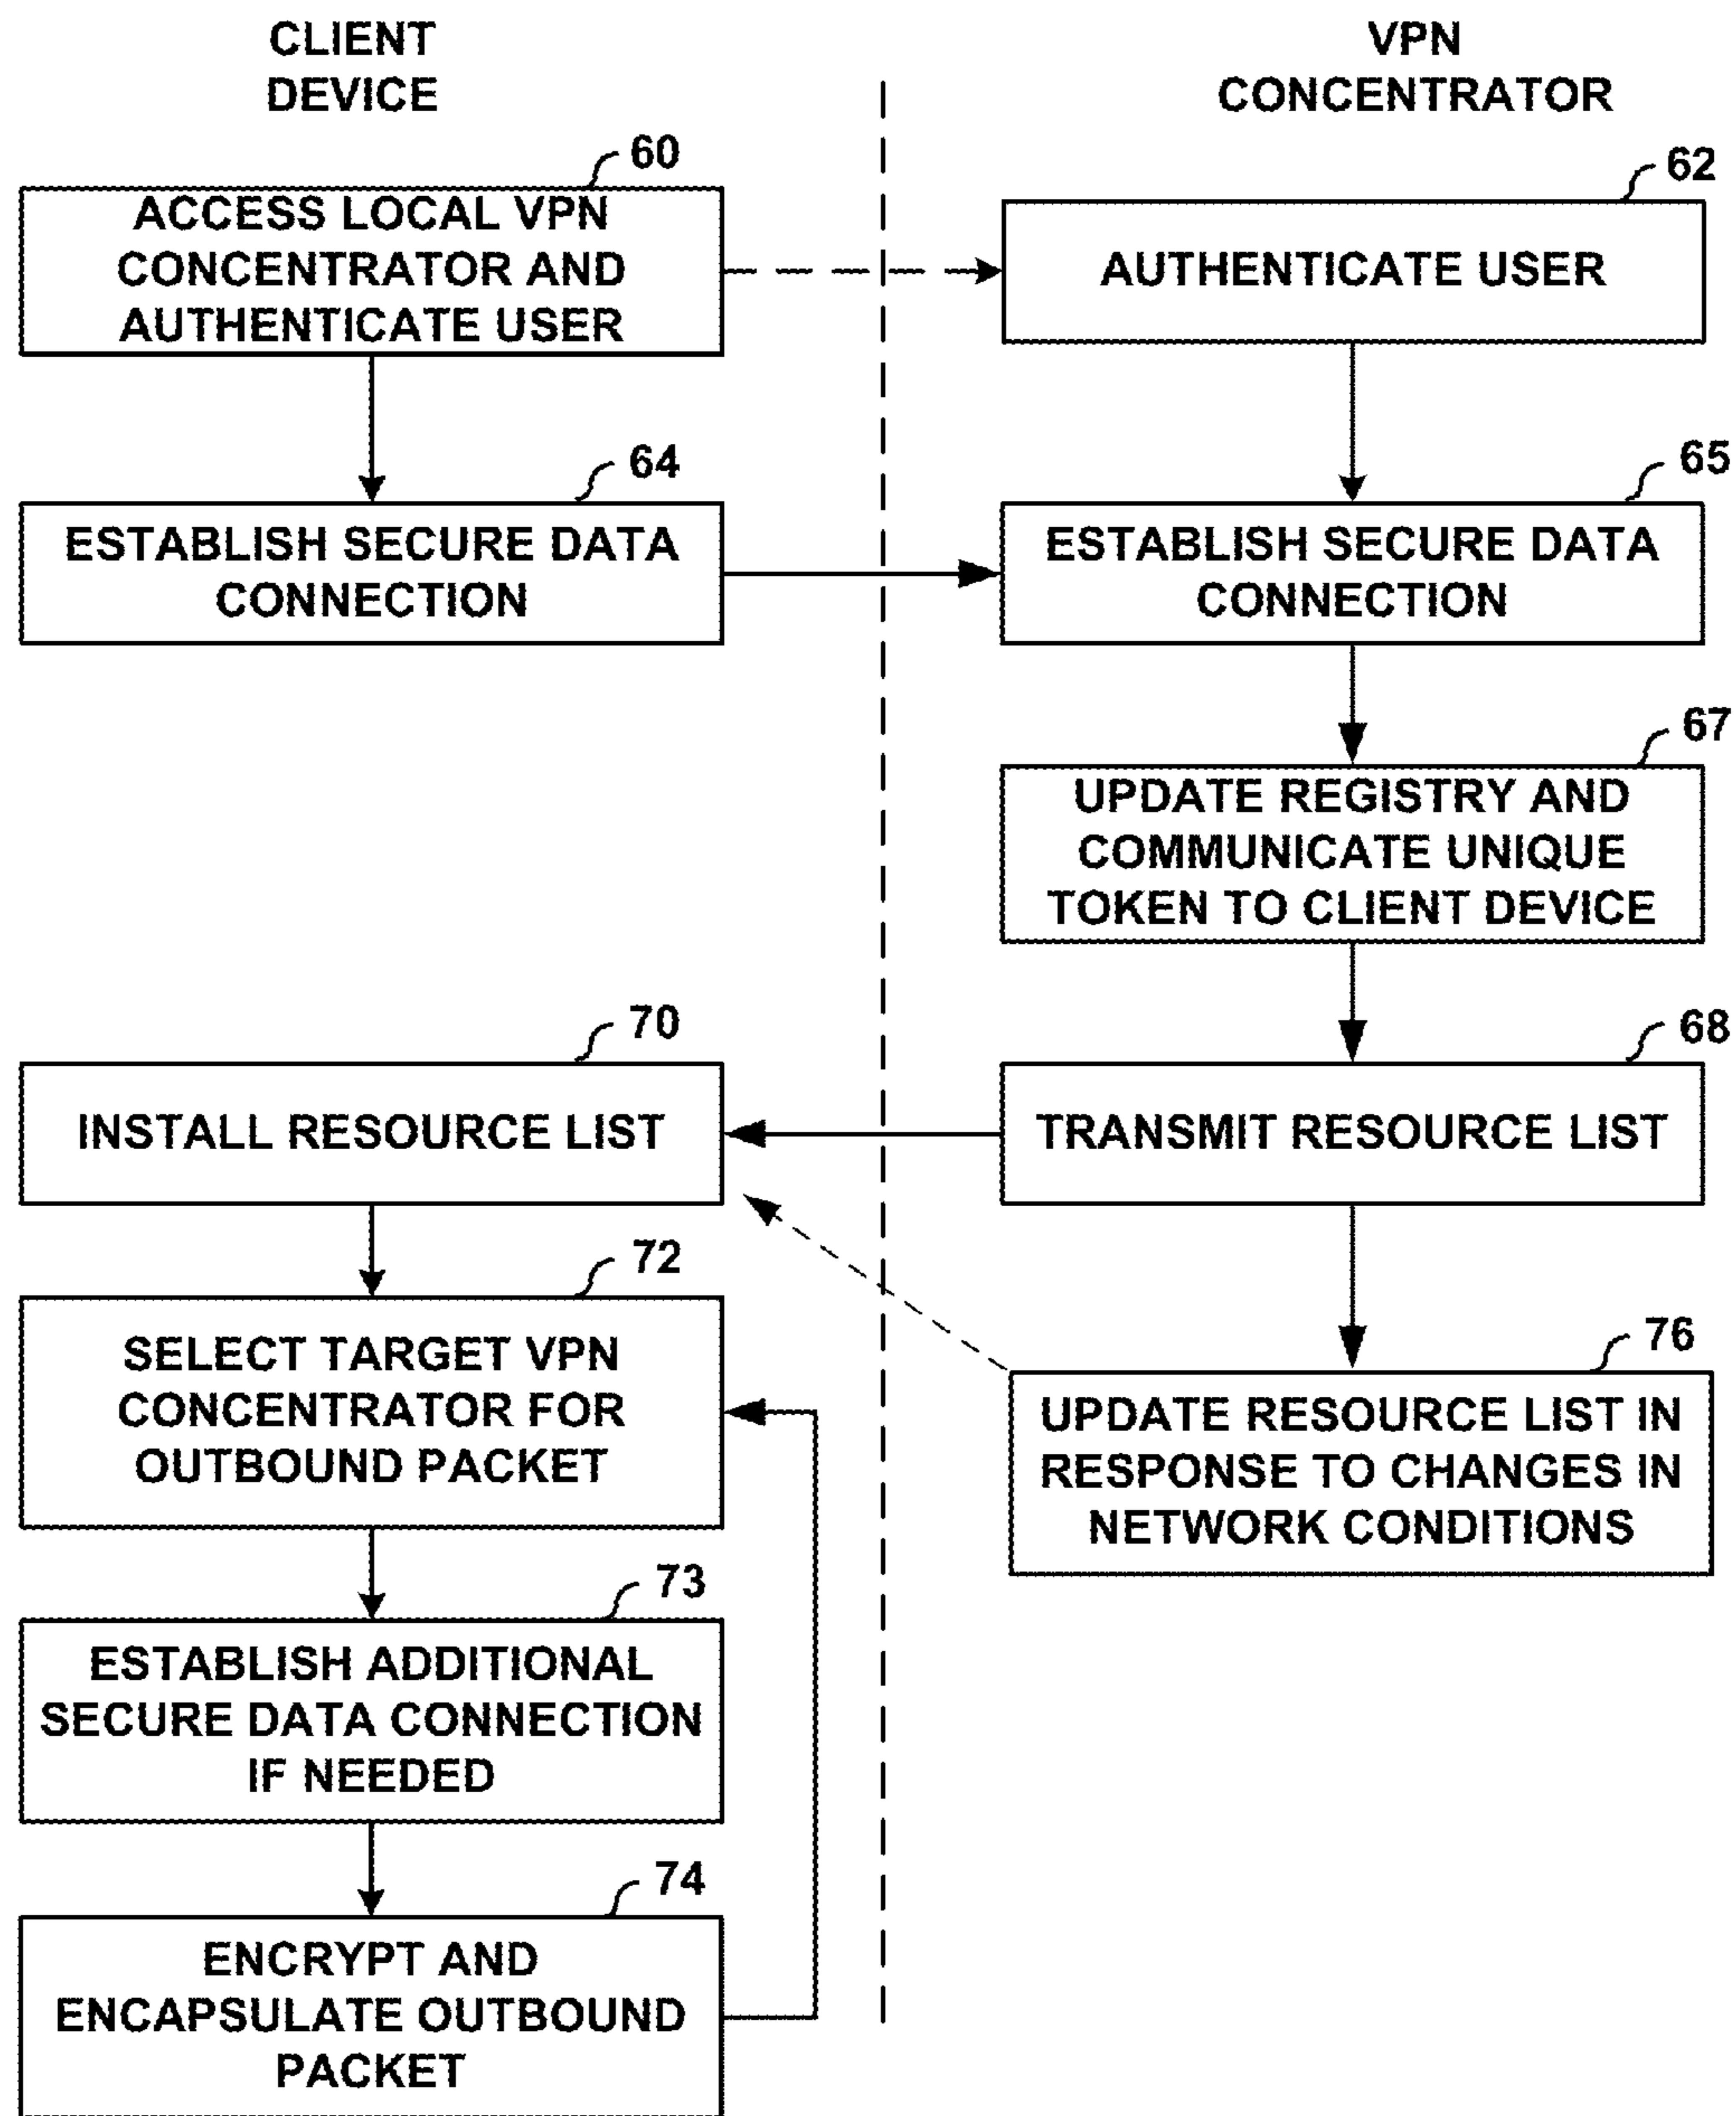 CLIENT
DEVICE
VPN
CONCENTRATOR
60
ACCESS LOCAL VPN
CONCENTRATOR AND
AUTHENTICATE USER
62
AUTHENTICATE USER
64
ESTABLISH SECURE DATA
CONNECTION
65
ESTABLISH SECURE DATA
CONNECTION
67
UPDATE REGISTRY AND
COMMUNICATE UNIQUE
TOKEN TO CLIENT DEVICE
70
INSTALL RESOURCE LIST
68
TRANSMIT RESOURCE LIST
72
SELECT TARGET VPN
CONCENTRATOR FOR
OUTBOUND PACKET
76
UPDATE RESOURCE LIST IN
RESPONSE TO CHANGES IN
NETWORK CONDITIONS
73
ESTABLISH ADDITIONAL
SECURE DATA CONNECTION
IF NEEDED
74
ENCRYPT AND
ENCAPSULATE OUTBOUND
PACKET